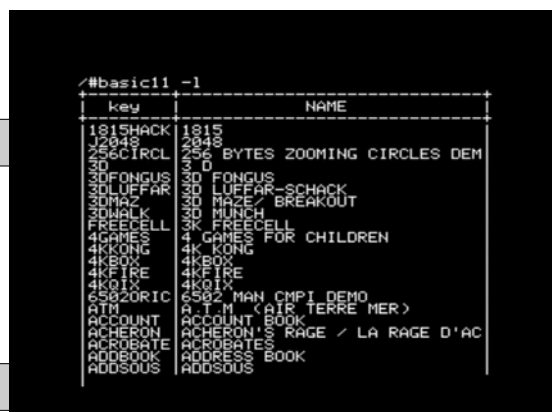 /#basic11 -l
key NAME
1815HACK 1815
J2048 2048
256CIRCL 256 BYTES ZOOMING CIRCLES DEM
3D 3 D
3DFONGUS 3D FONGUS
3DLUFFAR 3D LUFFAR-SCHACK
3DMAZ 3D MAZE/ BREAKOUT
3DWALK 3D MUNCH
FREECELL 3K FREECELL
4GAMES 4 GAMES FOR CHILDREN
4KKONG 4K KONG
4KBOX 4KBOX
4KFIRE 4KFIRE
4KQIX 4KQIX
6502ORIC 6502 MAN CMPI DEMO
ATM A.T.M (AIR TERRE MER)
ACCOUNT ACCOUNT BOOK
ACHERON ACHERON'S RAGE / LA RAGE D'AC
ACROBATE ACROBATES
ADDBOOK ADDRESS BOOK
ADDSOUS ADDSOUS